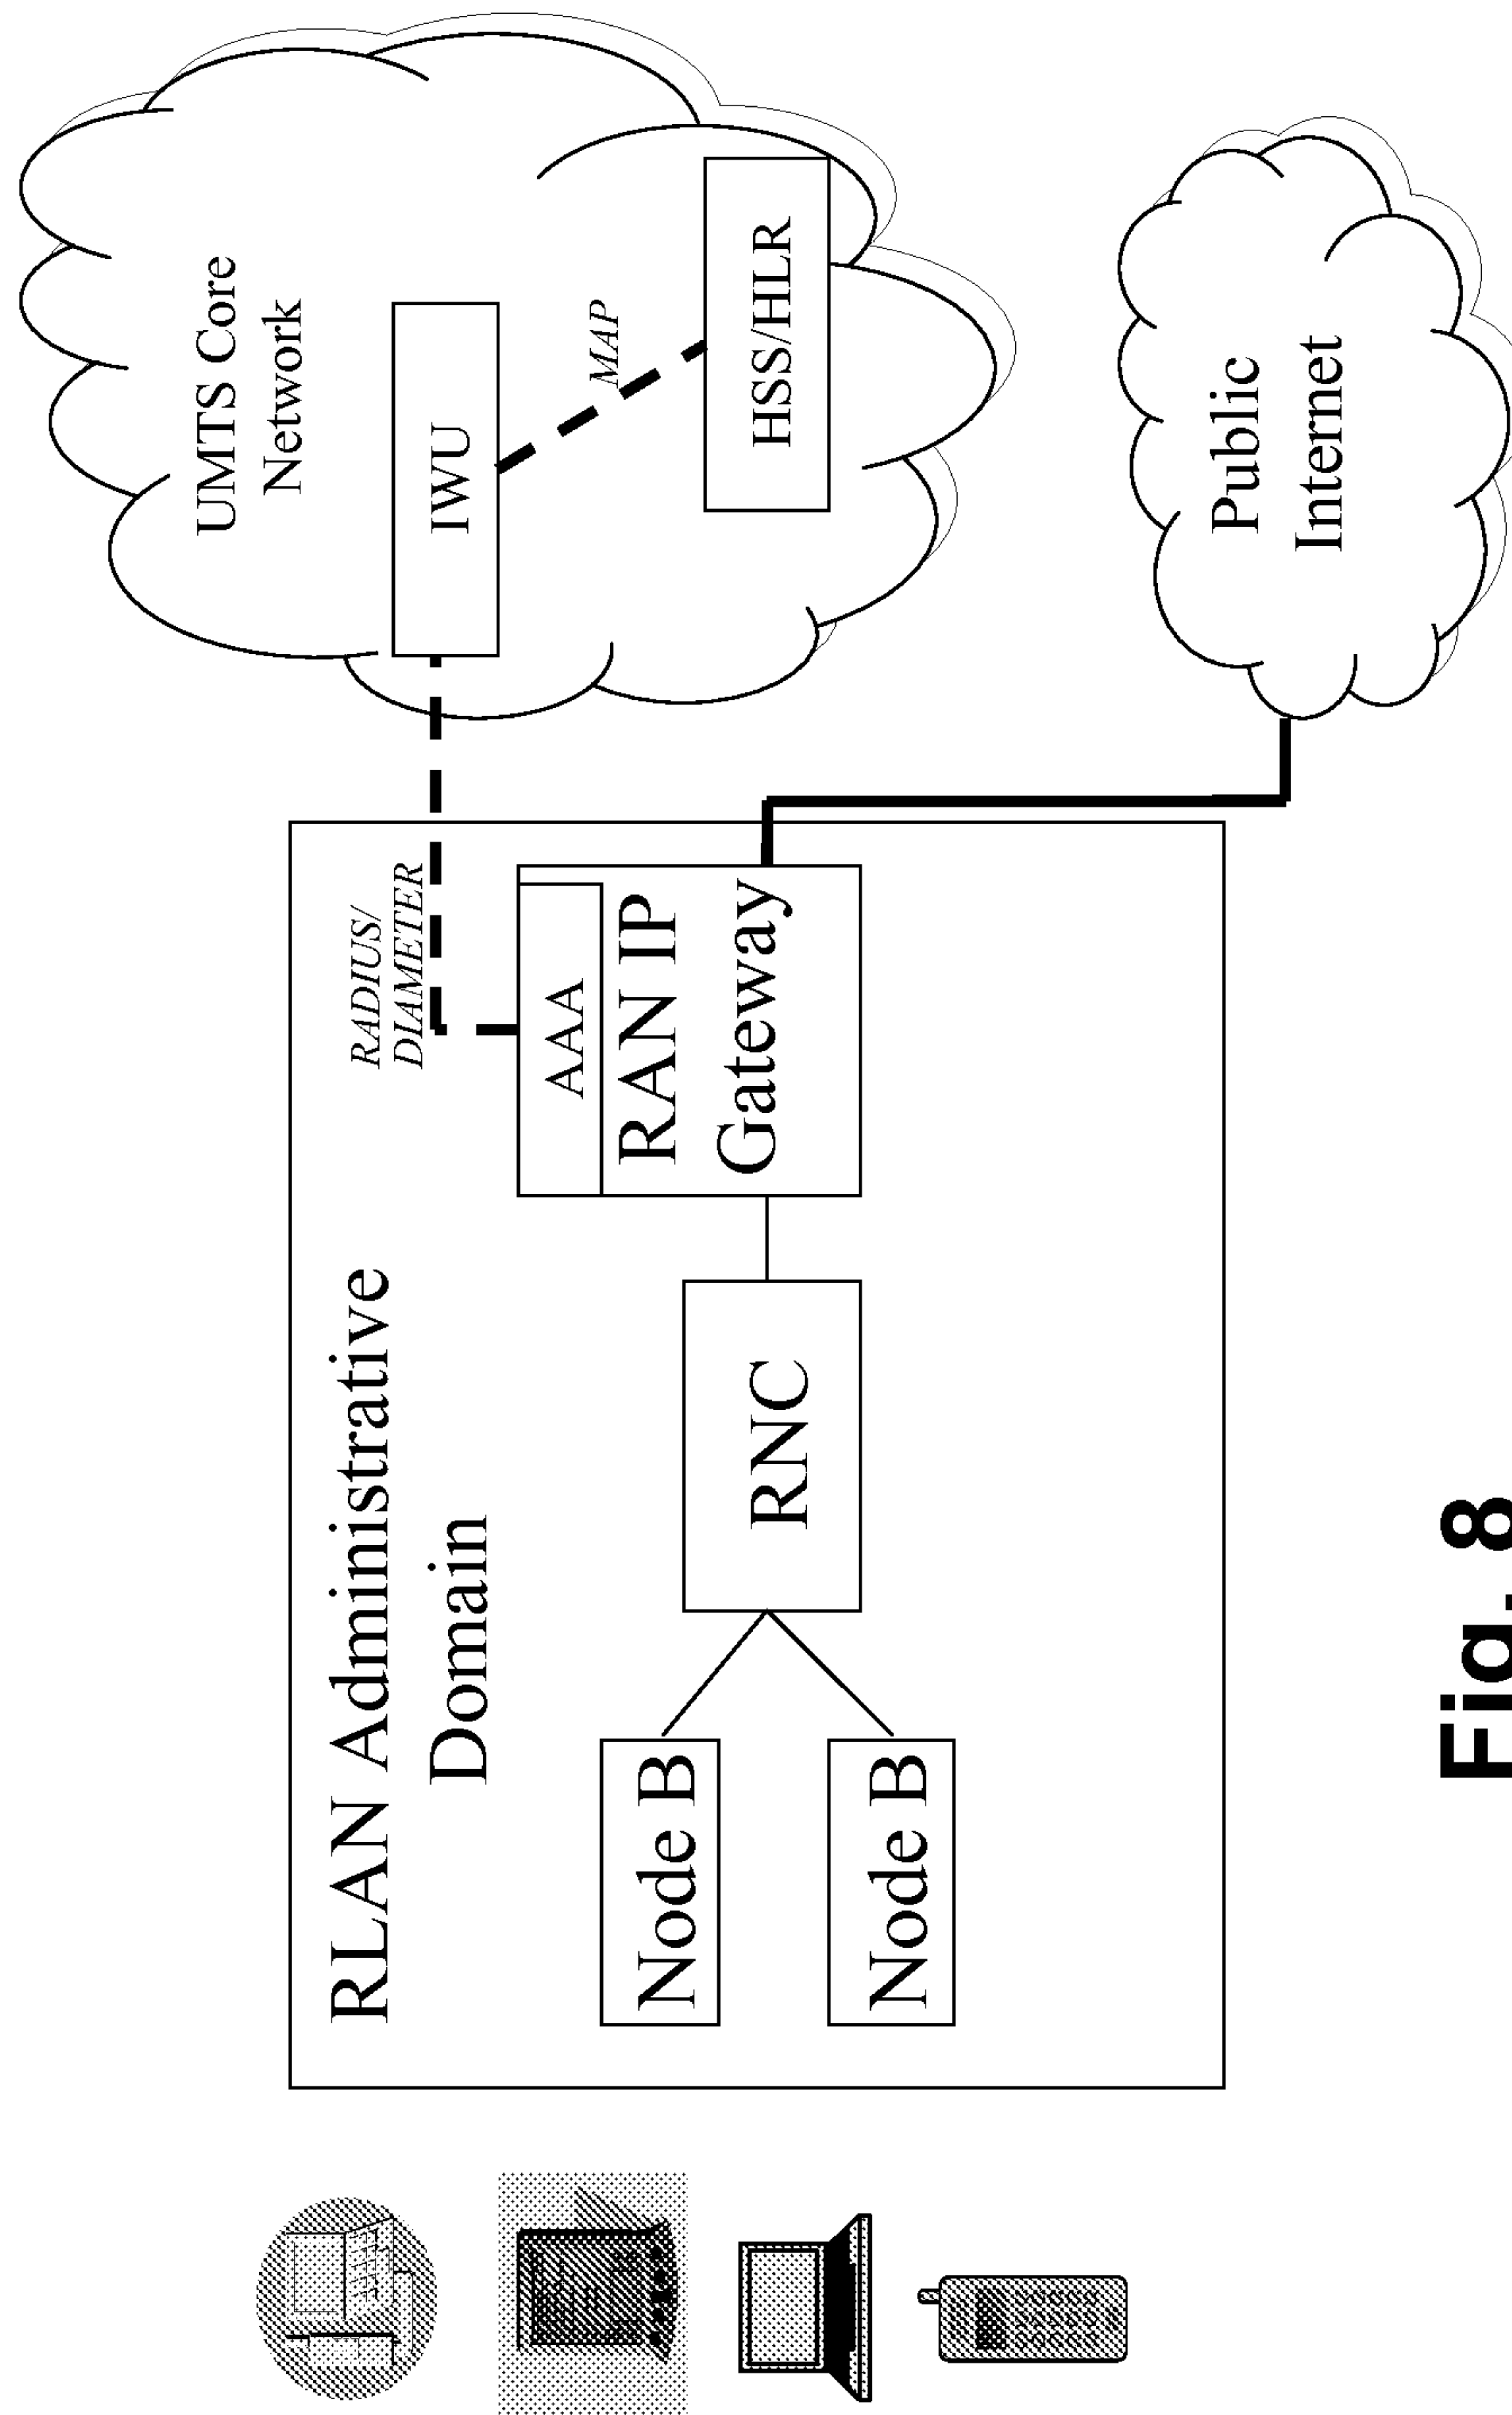 UMTS Core
Network
RADIUS/
DIAMETER
IWU
MAP
HSS/HLR
RLAN Administrative
Domain
AAA
RAN IP
Gateway
RNC
Node B
Node B
Public
Internet
Fig. 8